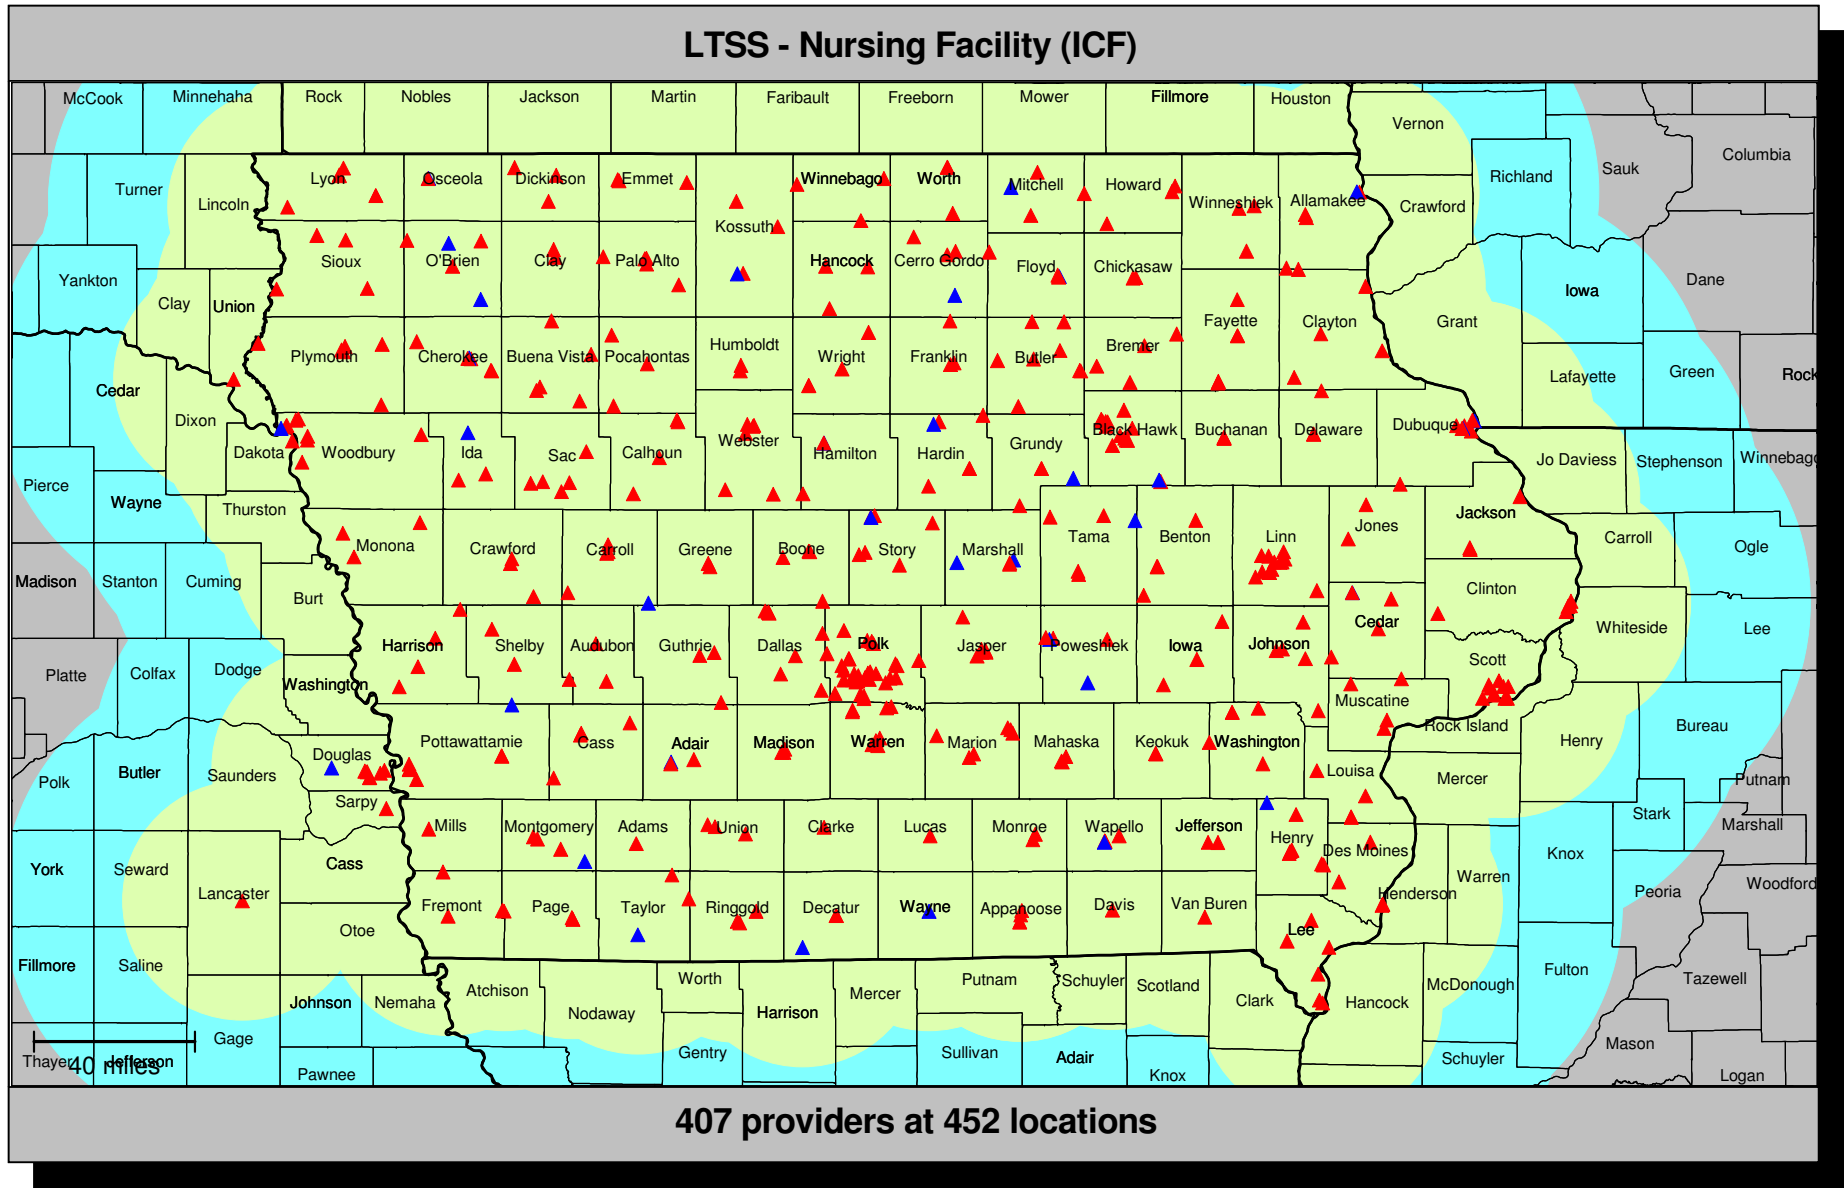 LTSS - Nursing Facility (ICF)
McCook Minnehaha Rock Nobles Jackson Martin Faribault Freeborn Mower Fillmore Houston
Vernon
Columbia
Sauk
Turner Lyon Osceola Dickinson Emmet Winnebago Worth Mitchell Howard Richland
Lincoln Winneshiek Allamakee Crawford
Kossuth
Yankton Sioux O'Brien Clay Palo Alto Hancock Cerro Gordo Floyd Chickasaw Dane
Clay Union Iowa
Fayette Clayton Grant
Plymouth Cherokee Buena Vista Pocahontas Humboldt Wright Franklin Butler Bremer
Cedar Lafayette Green Rock
Dixon Dubuque
Dakota Woodbury Ida Sac Calhoun Webster Hamilton Hardin Grundy Black Hawk Buchanan Delaware
Jo Daviess Stephenson Winnebago
Pierce
Wayne Thurston Jackson
Monona Crawford Carroll Greene Boone Story Marshall Tama Benton Linn Jones Carroll Ogle
Madison Stanton Cuming Clinton
Burt
Harrison Shelby Audubon Guthrie Dallas Polk Jasper Poweshiek Iowa Johnson Cedar Whiteside Lee
Platte Colfax Dodge Scott
Washington Muscatine
Rock Island Bureau
Pottawattamie Cass Adair Madison Warren Marion Mahaska Keokuk Washington Henry
Douglas
Polk Butler Saunders Louisa Mercer Putnam
Sarpy
Mills Montgomery Adams Union Clarke Lucas Monroe Wapello Jefferson Henry Stark Marshall
Des Moines Knox
York Seward Cass
Lancaster Warren Peoria Woodford
Henderson
Fremont Page Taylor Ringgold Decatur Wayne Appanoose Davis Van Buren
Otoe Lee
Fillmore Saline Fulton
Atchison Worth Putnam Schuyler Scotland McDonough Tazewell
Johnson Nemaha Nodaway Harrison Mercer Clark Hancock
Gage Mason
Thayer Jefferson Gentry Sullivan Adair Schuyler
40 miles
Pawnee Knox Logan
407 providers at 452 locations